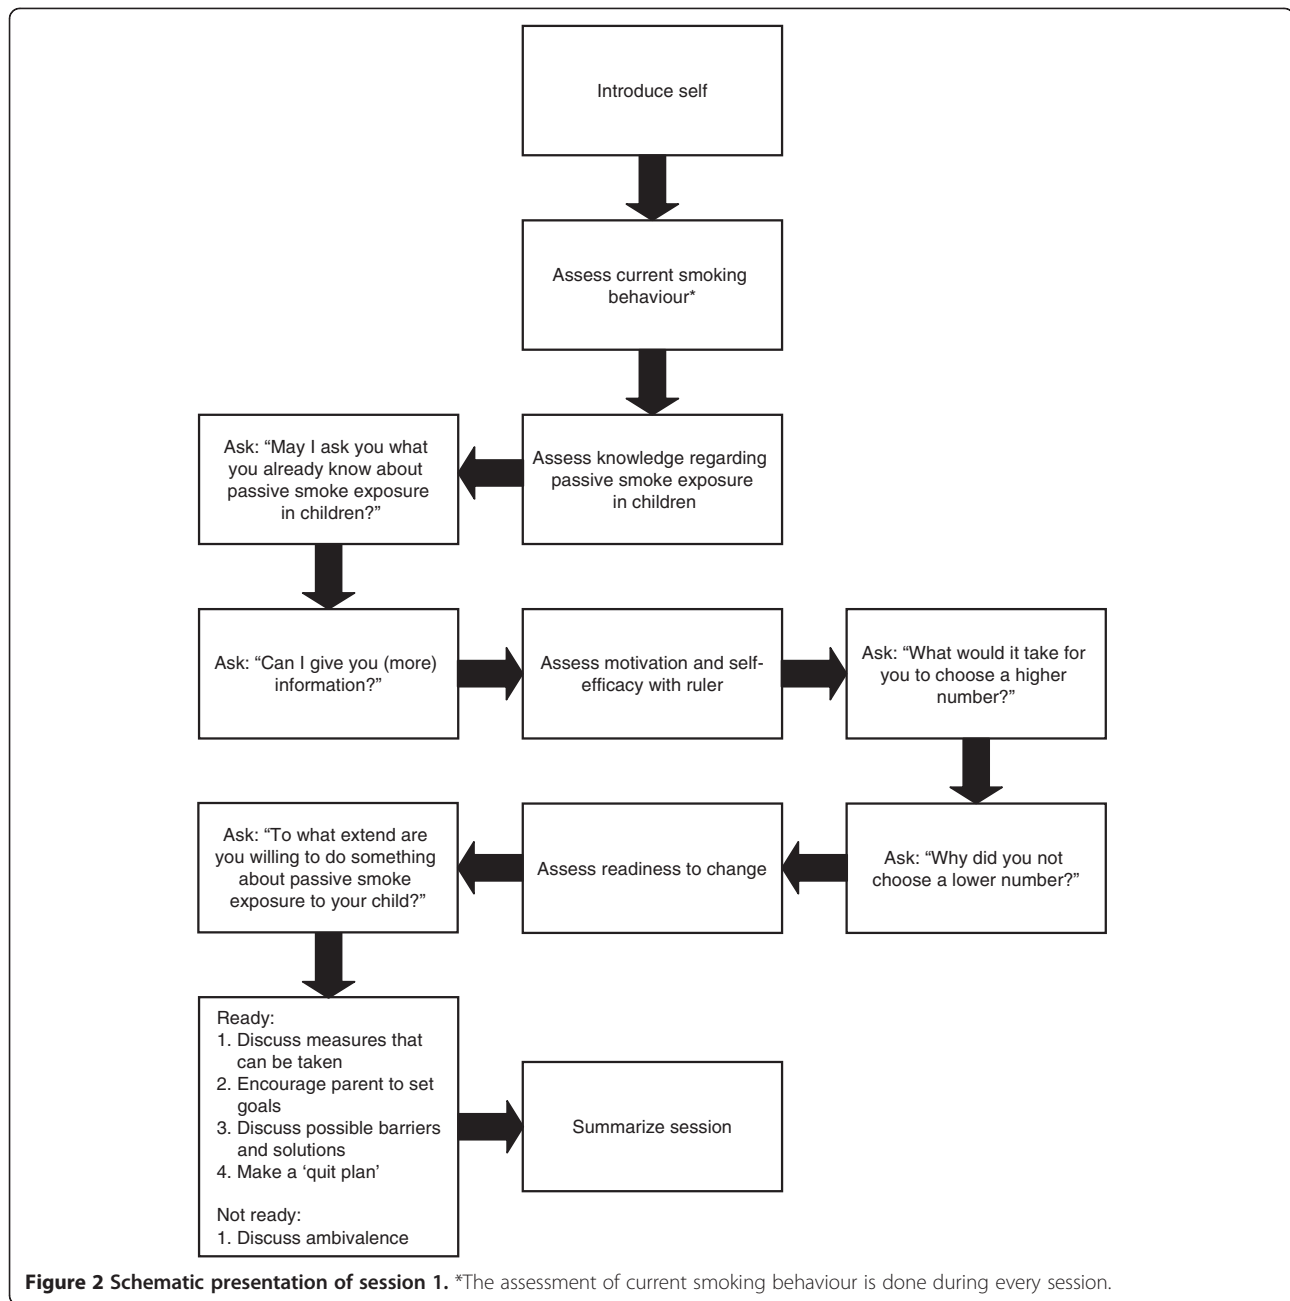 Introduce self
Assess current smoking
behaviour*
Assess knowledge regarding
passive smoke exposure
in children
Ask: “May I ask you what
you already know about
passive smoke exposure
in children?”
Ask: “Can I give you (more)
information?”
Assess motivation and self-
efficacy with ruler
Ask: “What would it take for
you to choose a higher
number?”
Ask: “Why did you not
choose a lower number?”
Assess readiness to change
Ask: “To what extend are
you willing to do something
about passive smoke
exposure to your child?”
Ready:
1. Discuss measures that
can be taken
2. Encourage parent to set
goals
3. Discuss possible barriers
and solutions
4. Make a ‘quit plan’
Not ready:
1. Discuss ambivalence
Summarize session
Figure 2 Schematic presentation of session 1. *The assessment of current smoking behaviour is done during every session.